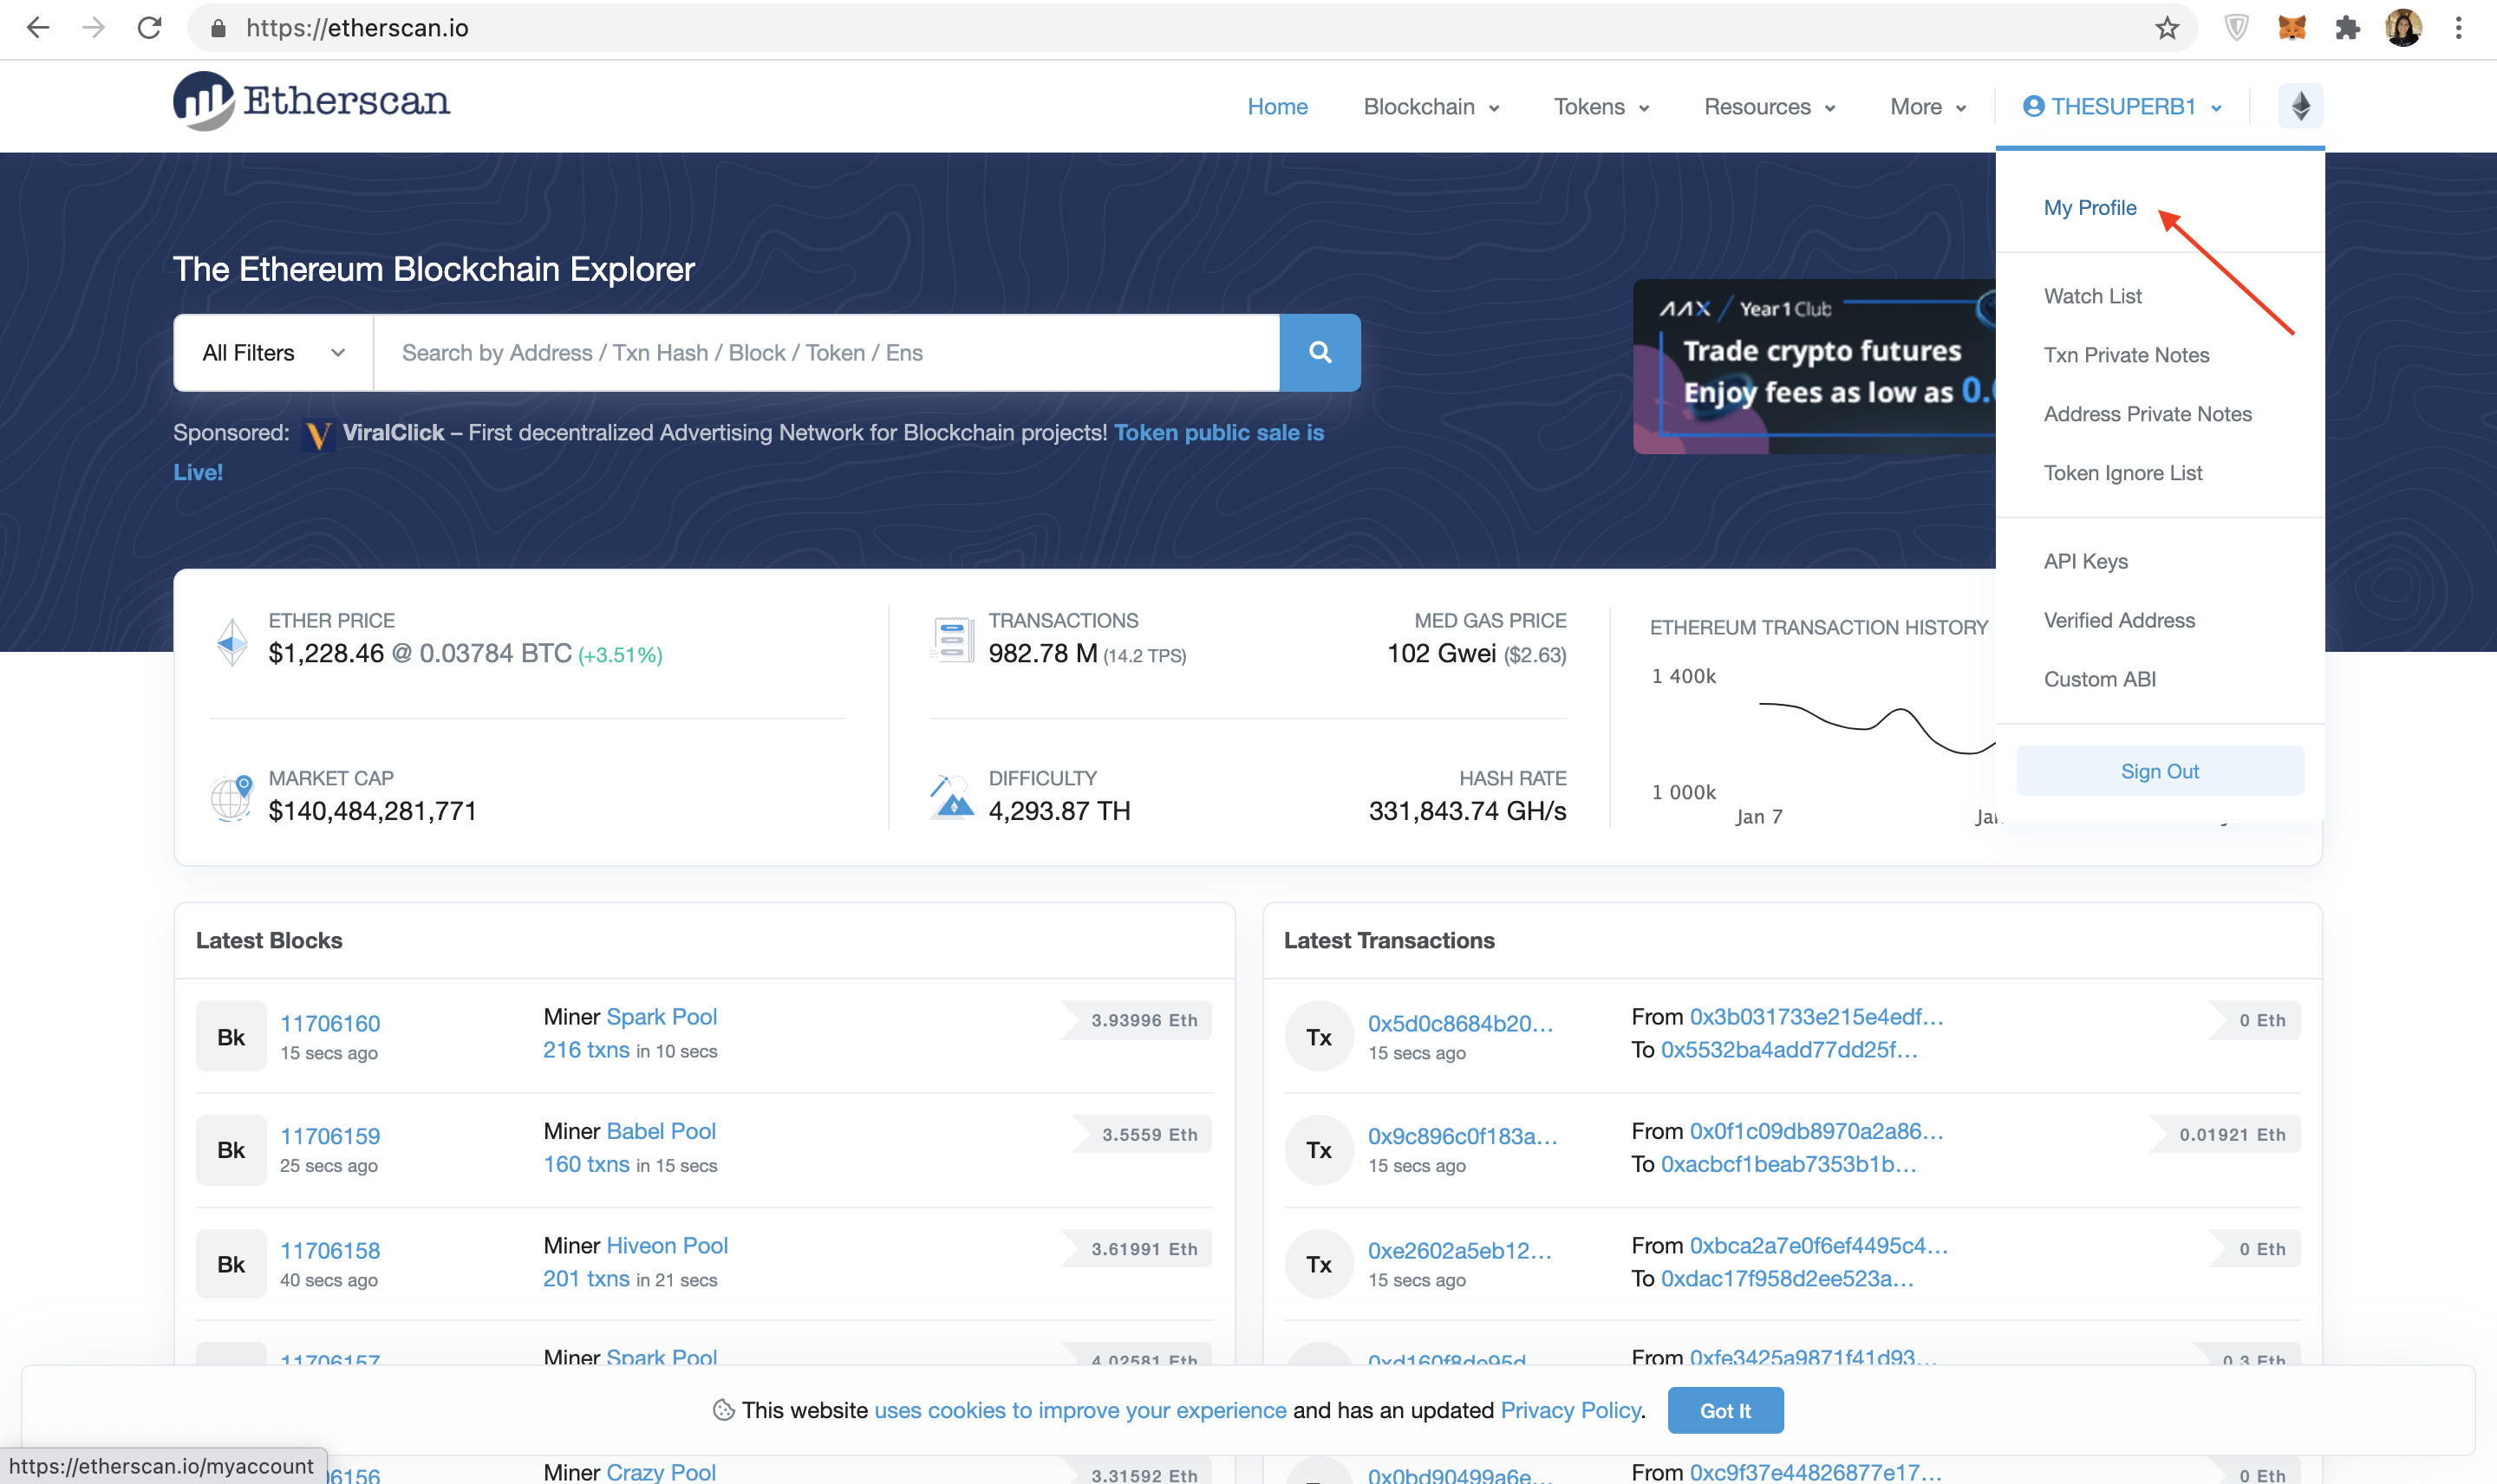 https://etherscan.io
Etherscan
Home
Blockchain
Tokens
Resources
More
THESUPERB1
My Profile
Watch List
Txn Private Notes
Address Private Notes
Token Ignore List
API Keys
Verified Address
Custom ABI
Sign Out
The Ethereum Blockchain Explorer
All Filters
Search by Address / Txn Hash / Block / Token / Ens
Sponsored: ViralClick – First decentralized Advertising Network for Blockchain projects! Token public sale is
Live!
AAX / Year 1 Club
Trade crypto futures
Enjoy fees as low as 0.
ETHER PRICE
$1,228.46 @ 0.03784 BTC (+3.51%)
MARKET CAP
$140,484,281,771
TRANSACTIONS
982.78 M (14.2 TPS)
MED GAS PRICE
102 Gwei ($2.63)
DIFFICULTY
4,293.87 TH
HASH RATE
331,843.74 GH/s
ETHEREUM TRANSACTION HISTORY
1 400k
1 000k
Jan 7
Latest Blocks
Bk
11706160
15 secs ago
Miner Spark Pool
216 txns in 10 secs
3.93996 Eth
Bk
11706159
25 secs ago
Miner Babel Pool
160 txns in 15 secs
3.5559 Eth
Bk
11706158
40 secs ago
Miner Hiveon Pool
201 txns in 21 secs
3.61991 Eth
11706157
Miner Spark Pool
4.02581 Eth
Latest Transactions
Tx
0x5d0c8684b20...
15 secs ago
From 0x3b031733e215e4edf...
To 0x5532ba4add77dd25f...
0 Eth
Tx
0x9c896c0f183a...
15 secs ago
From 0x0f1c09db8970a2a86...
To 0xacbcf1beab7353b1b...
0.01921 Eth
Tx
0xe2602a5eb12...
15 secs ago
From 0xbca2a7e0f6ef4495c4...
To 0xdac17f958d2ee523a...
0 Eth
0xd160f8de95d...
From 0xfe3425a9871f41d93...
0.3 Eth
This website uses cookies to improve your experience and has an updated Privacy Policy.
Got It
https://etherscan.io/myaccount
6156
Miner Crazy Pool
3.31592 Eth
0x0bd90499a6e...
From 0xc9f37e44826877e17...
0 Eth